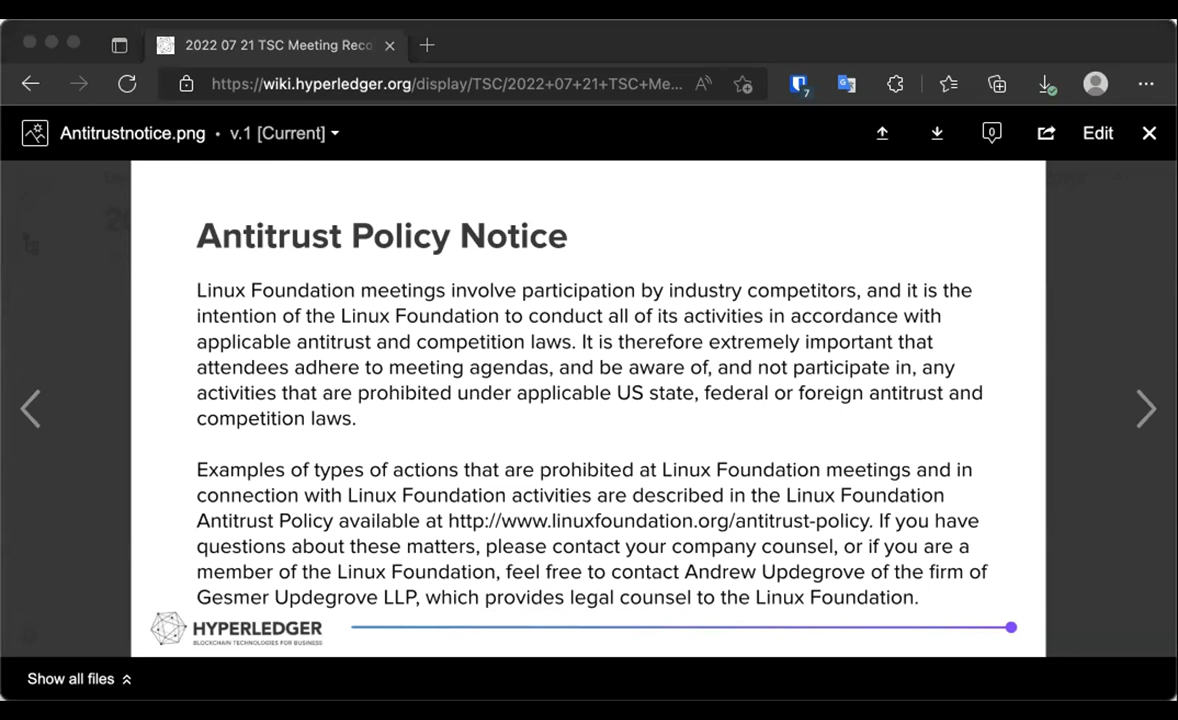 2022 07 21 TSC Meeting Reco
https://wiki.hyperledger.org/display/TSC/2022+07+21+TSC+Me...
7
Antitrustnotice.png • v.1 [Current]
0
Edit
Antitrust Policy Notice
Linux Foundation meetings involve participation by industry competitors, and it is the
intention of the Linux Foundation to conduct all of its activities in accordance with
applicable antitrust and competition laws. It is therefore extremely important that
attendees adhere to meeting agendas, and be aware of, and not participate in, any
activities that are prohibited under applicable US state, federal or foreign antitrust and
competition laws.
Examples of types of actions that are prohibited at Linux Foundation meetings and in
connection with Linux Foundation activities are described in the Linux Foundation
Antitrust Policy available at http://www.linuxfoundation.org/antitrust-policy. If you have
questions about these matters, please contact your company counsel, or if you are a
member of the Linux Foundation, feel free to contact Andrew Updegrove of the firm of
Gesmer Updegrove LLP, which provides legal counsel to the Linux Foundation.
HYPERLEDGER
BLOCKCHAIN TECHNOLOGIES FOR BUSINESS
Show all files